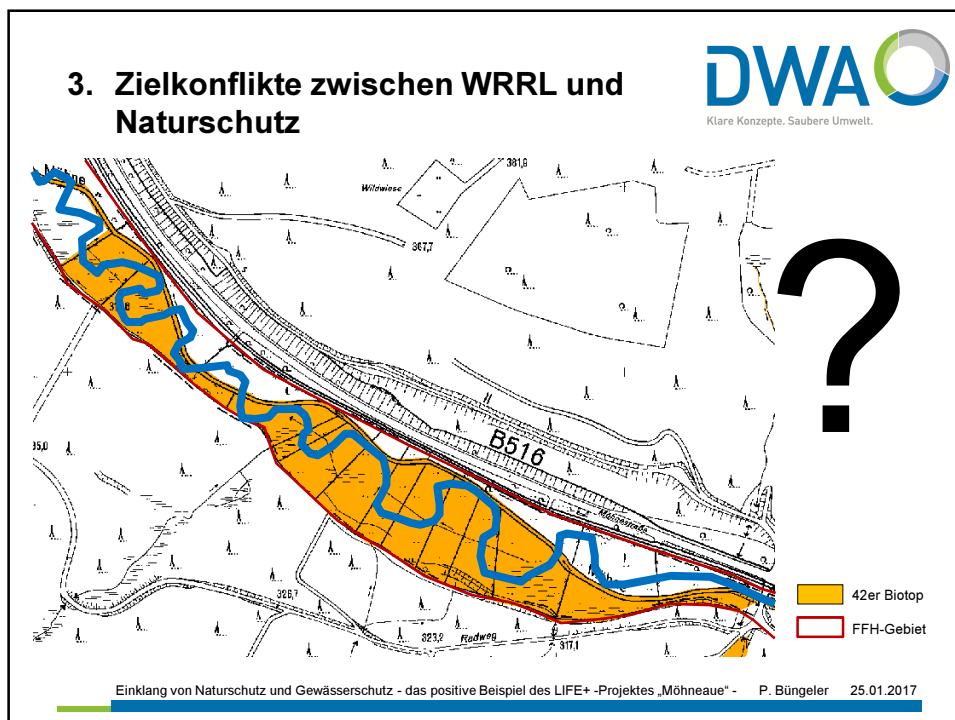 3. Zielkonflikte zwischen WRRL und
Naturschutz
DWA
Klare Konzepte. Saubere Umwelt.
Möhne
Wildwiese
381,9
367,7
?
B516
Möhnestraße
326,7
323,2
Radweg
317,1
42er Biotop
FFH-Gebiet
Einklang von Naturschutz und Gewässerschutz - das positive Beispiel des LIFE+ -Projektes „Möhneaue“ - P. Büngeler 25.01.2017